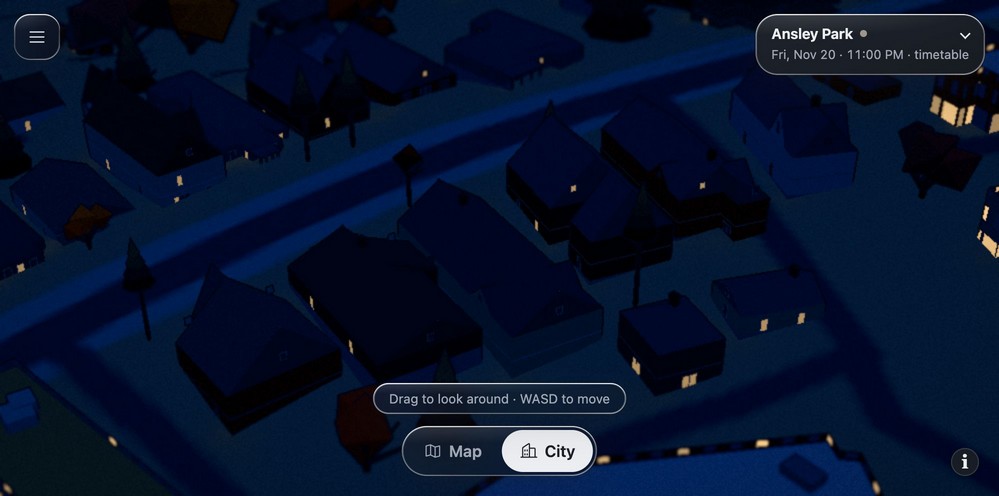 Ansley Park
Fri, Nov 20 · 11:00 PM · timetable
Drag to look around · WASD to move
Map
City